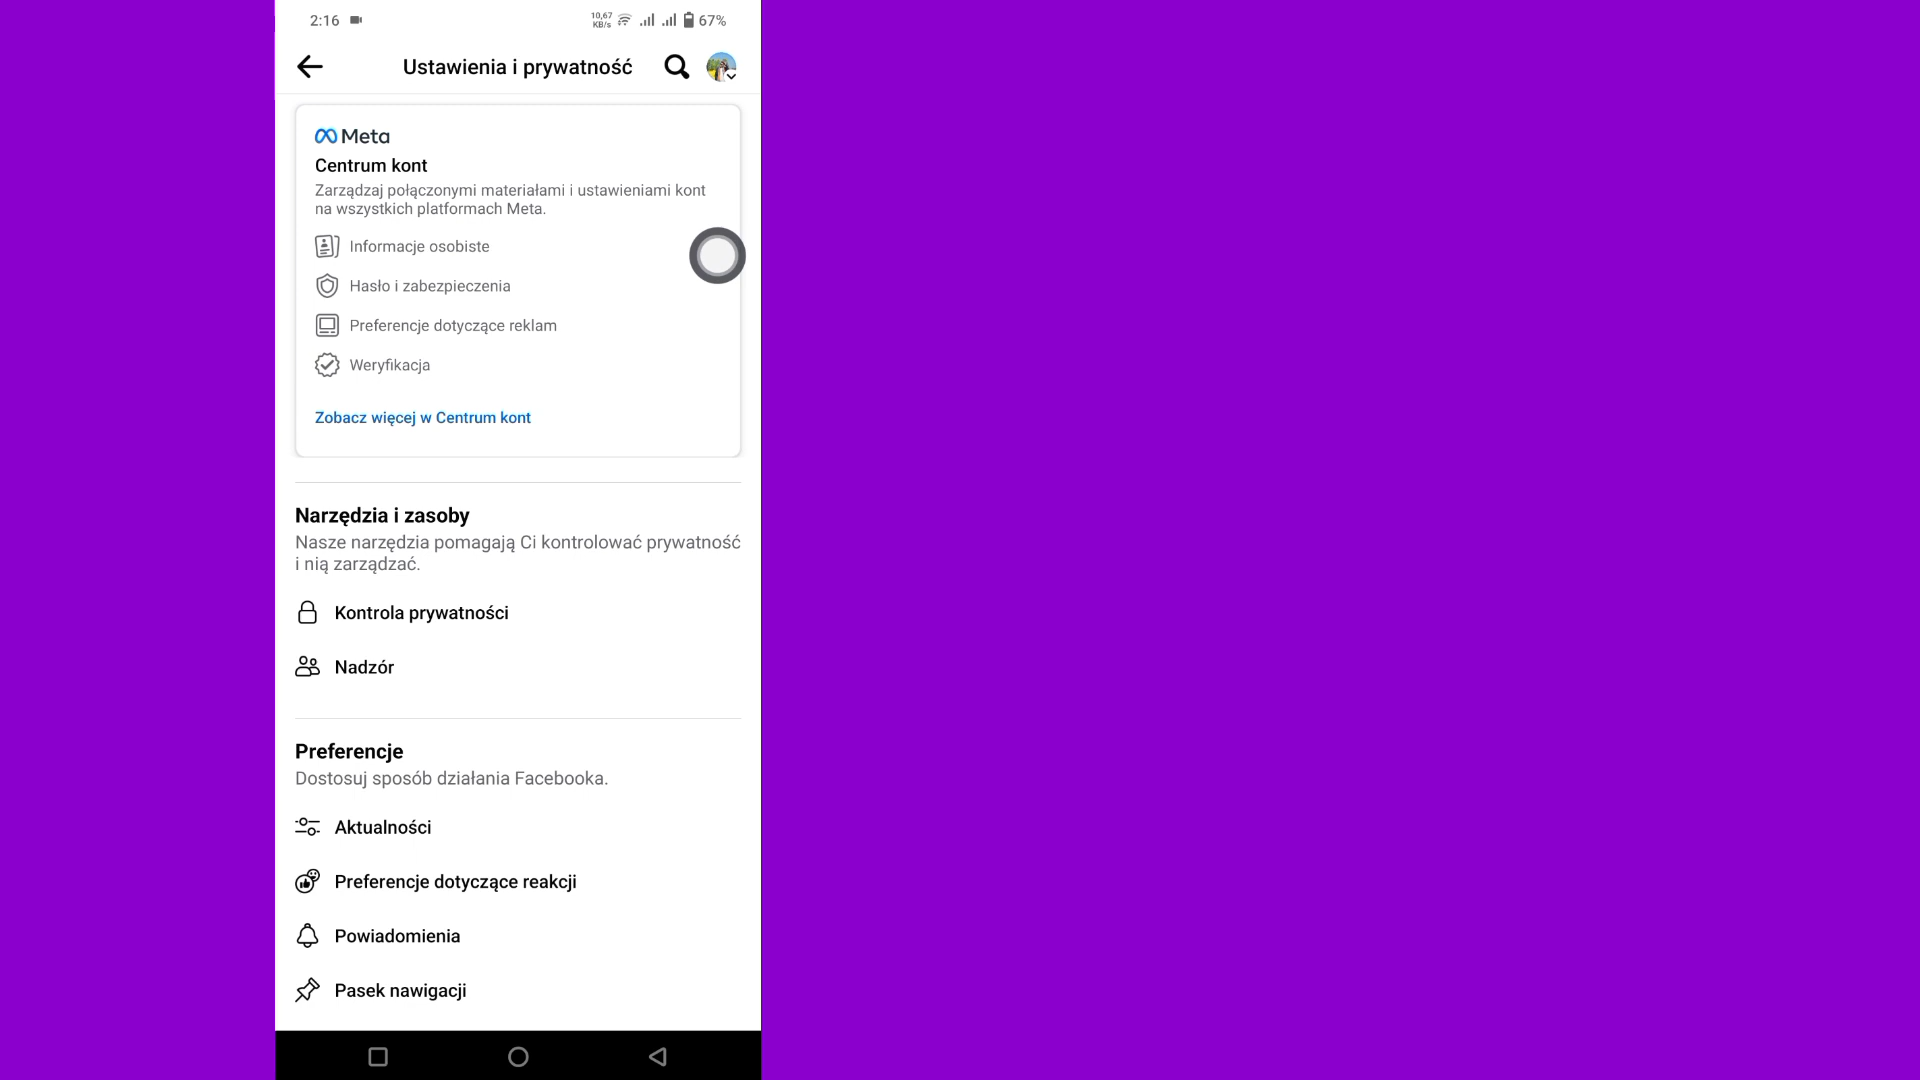 2:16
10,67
KB/s
67%
Ustawienia i prywatność
Meta
Centrum kont
Zarządzaj połączonymi materiałami i ustawieniami kont
na wszystkich platformach Meta.
Informacje osobiste
Hasło i zabezpieczenia
Preferencje dotyczące reklam
Weryfikacja
Zobacz więcej w Centrum kont
Narzędzia i zasoby
Nasze narzędzia pomagają Ci kontrolować prywatność
i nią zarządzać.
Kontrola prywatności
Nadzór
Preferencje
Dostosuj sposób działania Facebooka.
Aktualności
Preferencje dotyczące reakcji
Powiadomienia
Pasek nawigacji